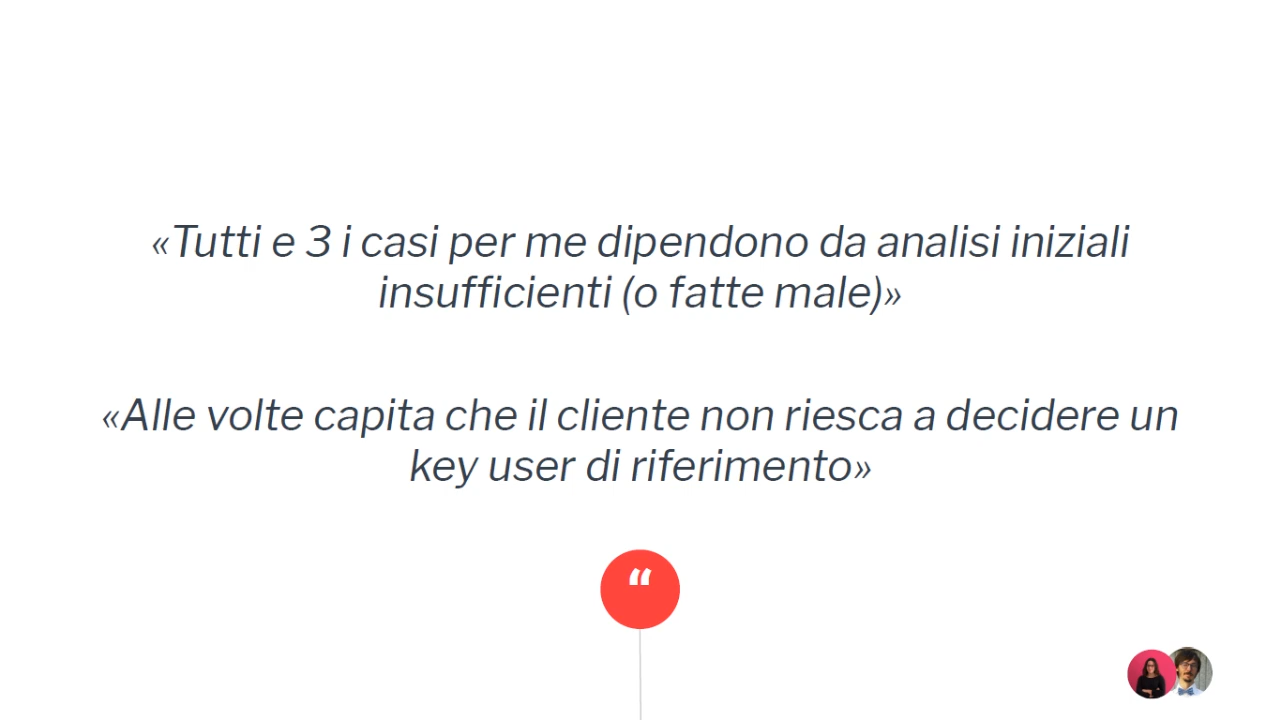 «Tutti e 3 i casi per me dipendono da analisi iniziali
insufficienti (o fatte male)»
«Alle volte capita che il cliente non riesca a decidere un
key user di riferimento»
“